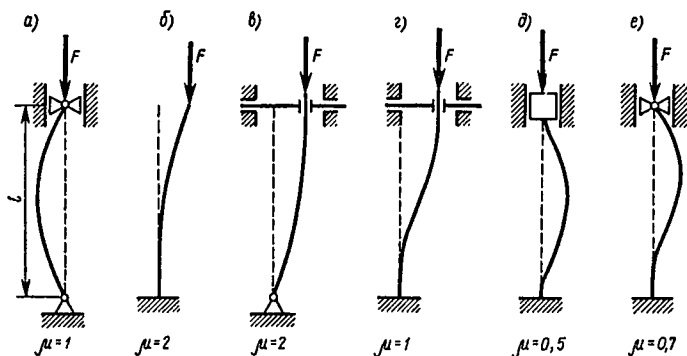 а) б) в) г) д) е)
F F F F F F
l
μ=1 μ=2 μ=2 μ=1 μ=0,5 μ=0,7